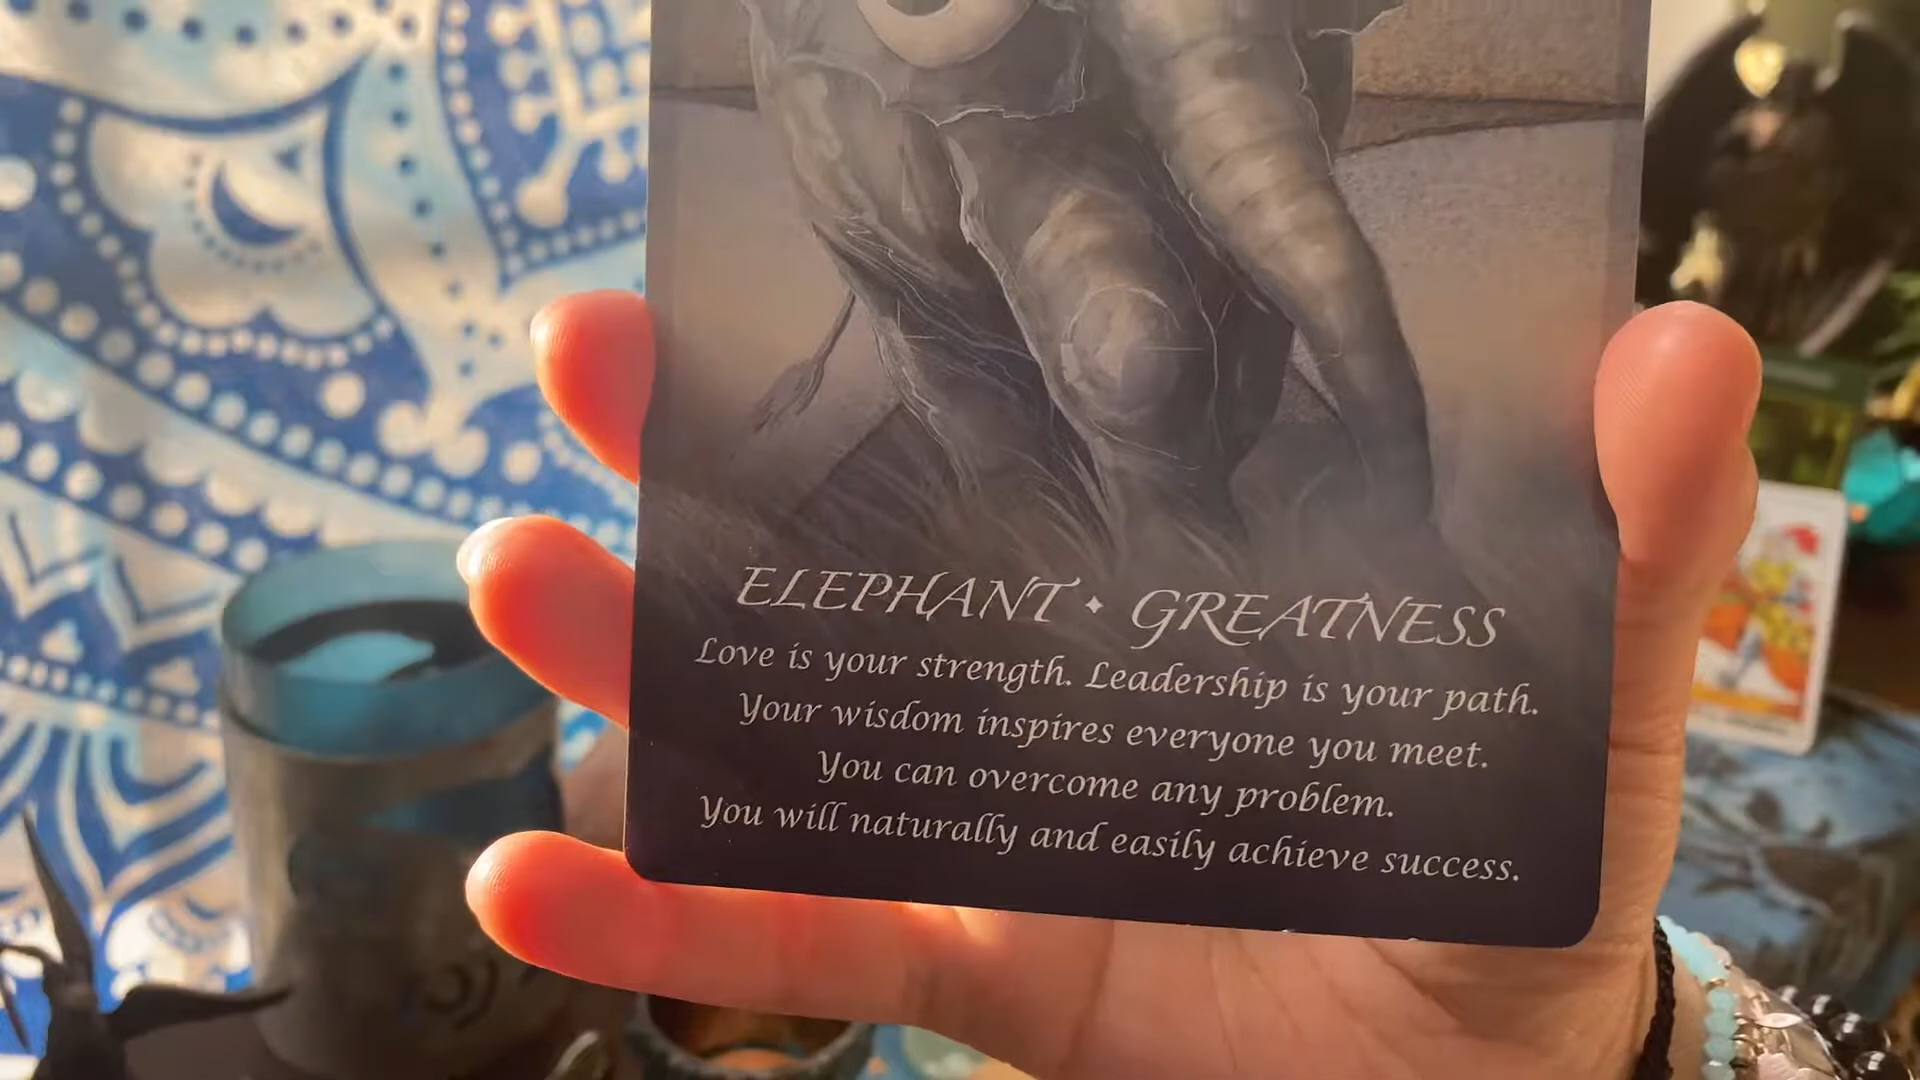 ELEPHANT ✦ GREATNESS
Love is your strength. Leadership is your path.
Your wisdom inspires everyone you meet.
You can overcome any problem.
You will naturally and easily achieve success.